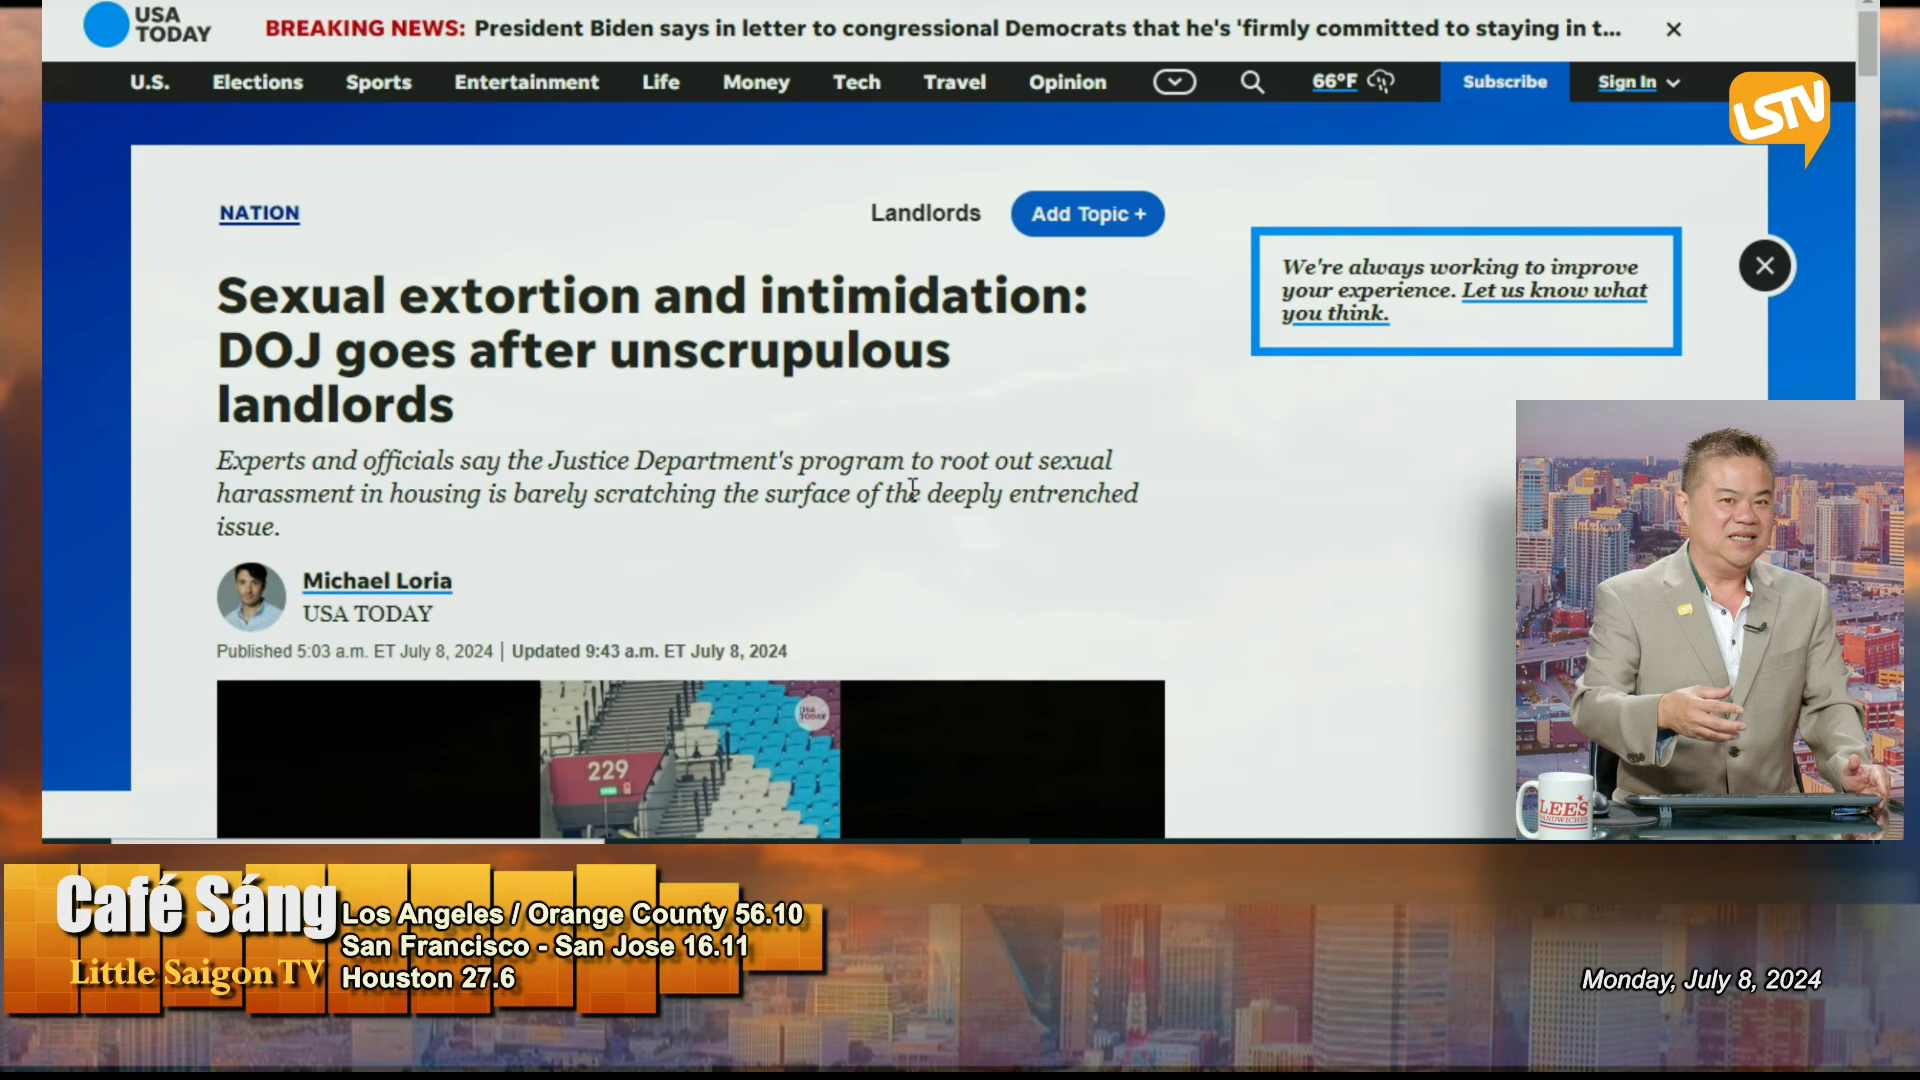 USA
TODAY
BREAKING NEWS: President Biden says in letter to congressional Democrats that he's 'firmly committed to staying in t...
U.S. Elections Sports Entertainment Life Money Tech Travel Opinion 66°F Subscribe Sign In
LSTV
NATION
Landlords
Add Topic +
We're always working to improve
your experience. Let us know what
you think.
Sexual extortion and intimidation:
DOJ goes after unscrupulous
landlords
Experts and officials say the Justice Department's program to root out sexual
harassment in housing is barely scratching the surface of the deeply entrenched
issue.
Michael Loria
USA TODAY
Published 5:03 a.m. ET July 8, 2024 | Updated 9:43 a.m. ET July 8, 2024
USA
TODAY
229
LEE'S
SANDWICHES
Café Sáng
Little Saigon TV
Los Angeles / Orange County 56.10
San Francisco - San Jose 16.11
Houston 27.6
Monday, July 8, 2024